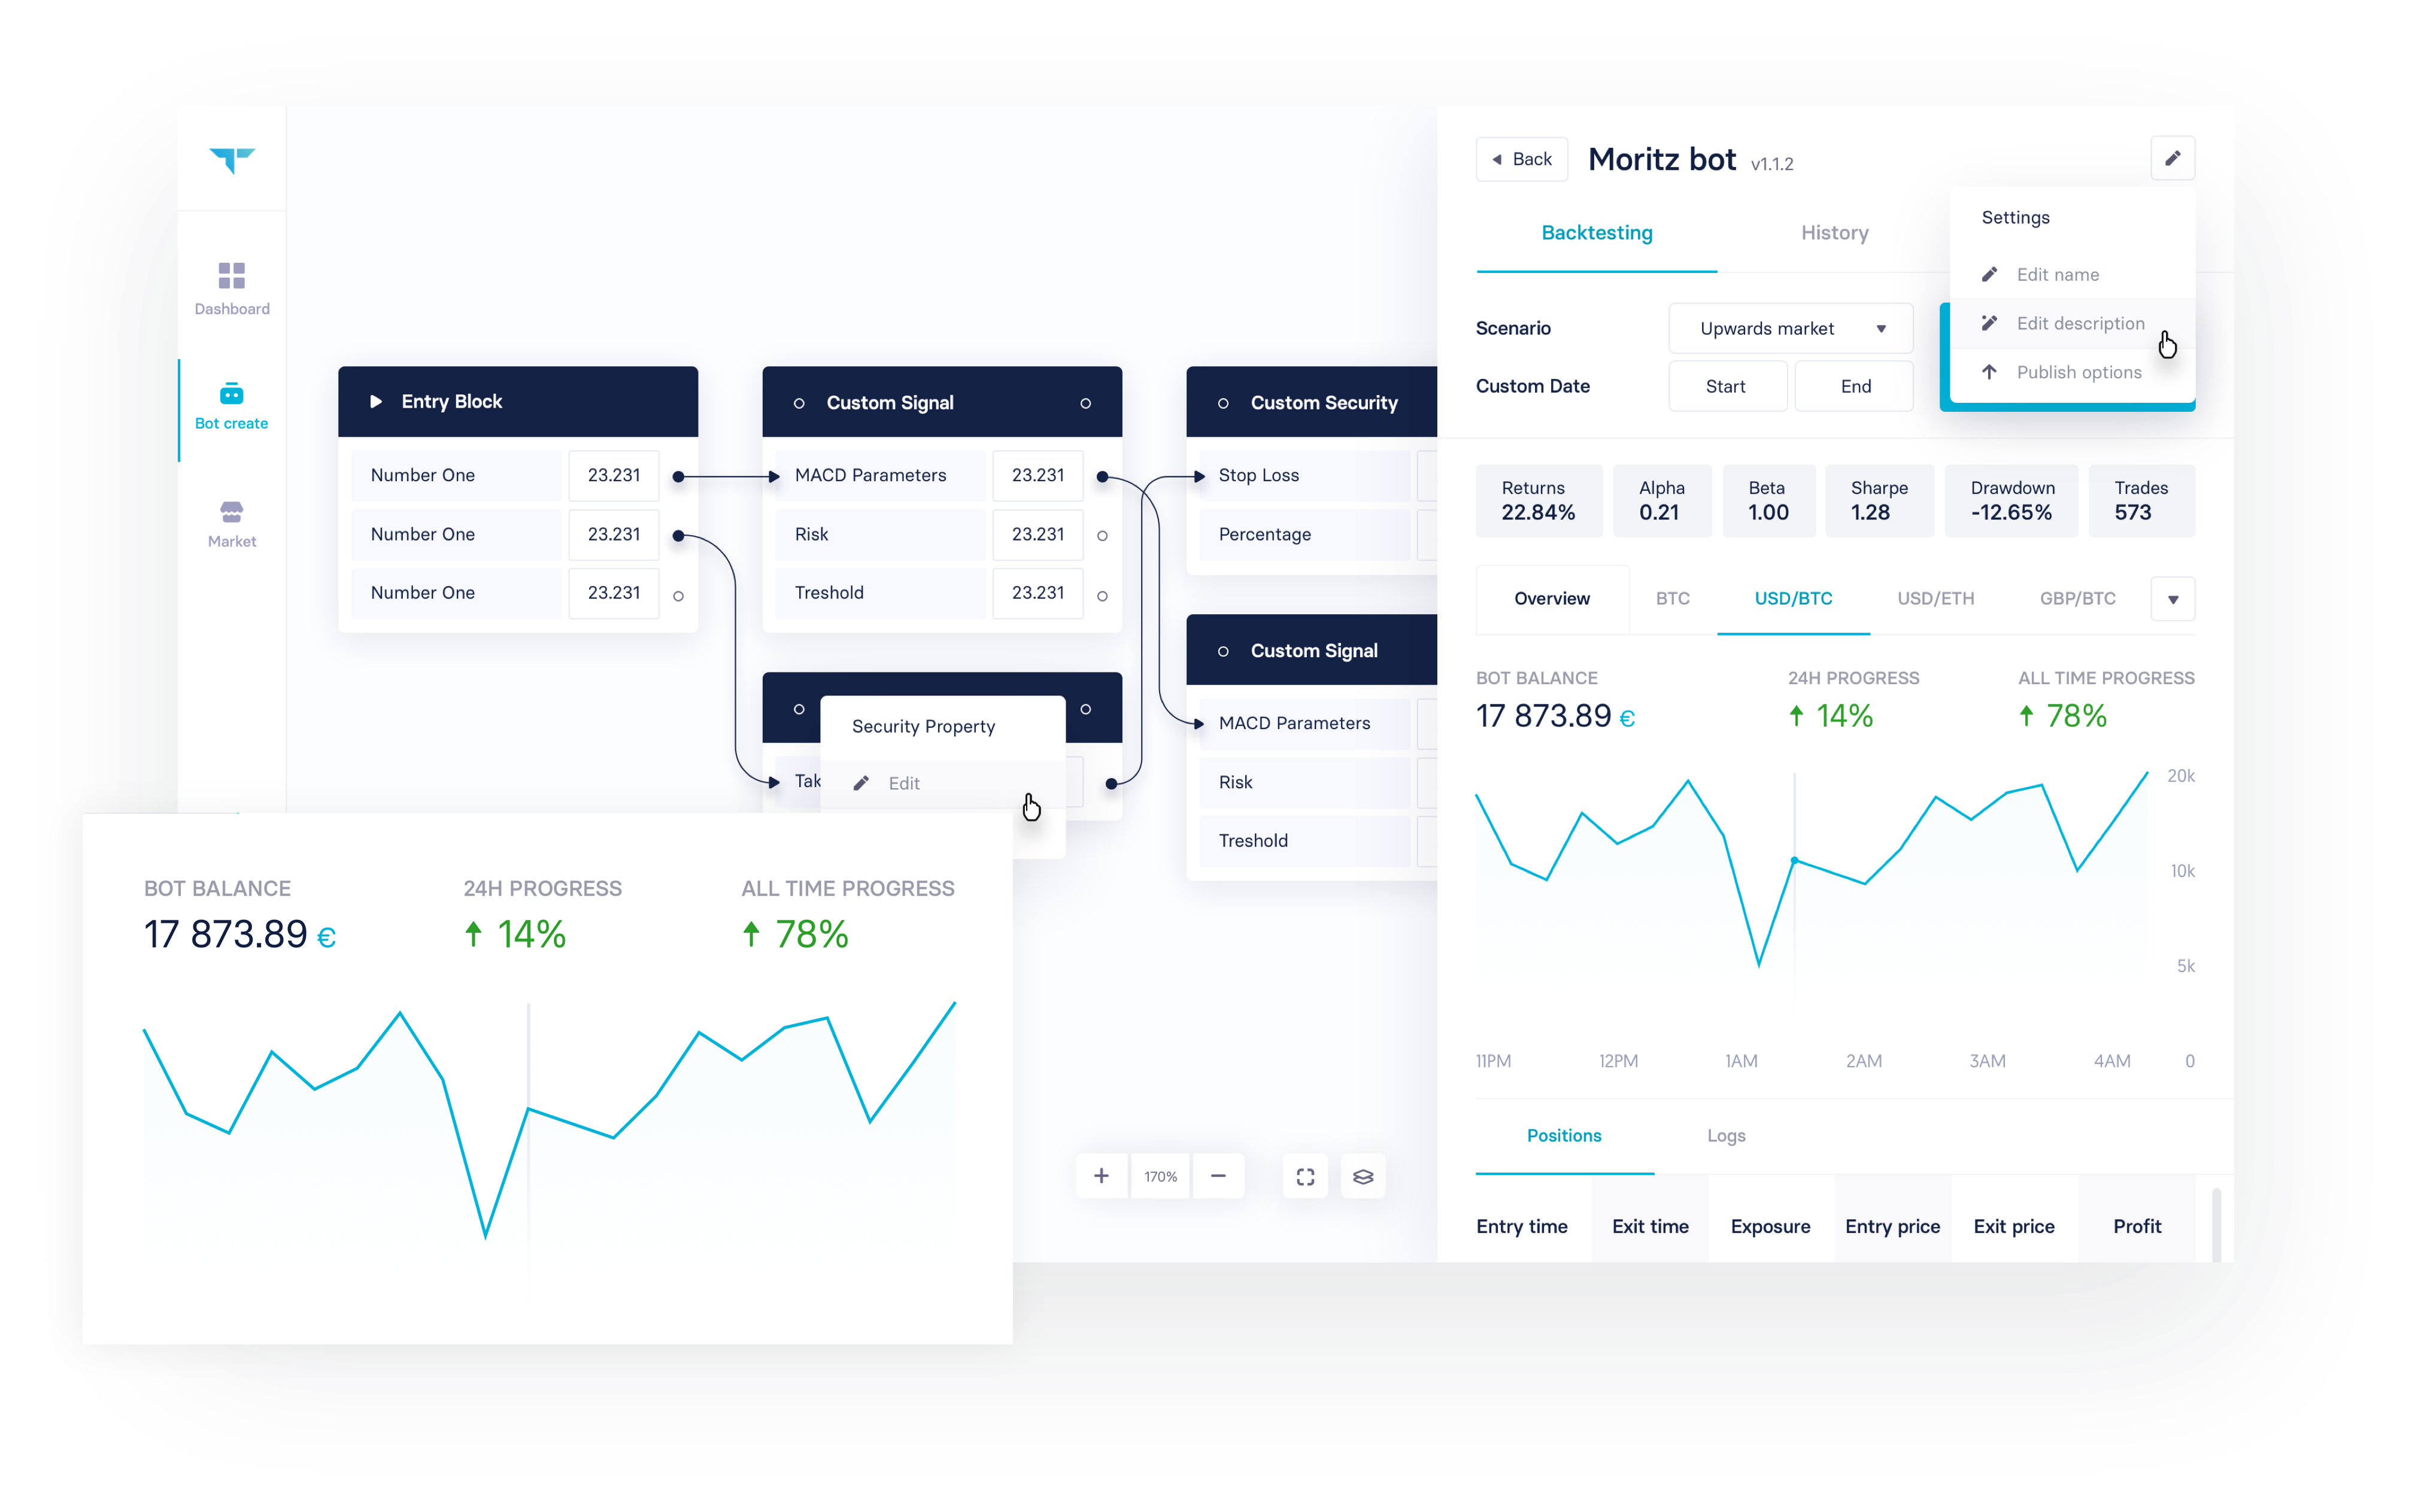 Dashboard
Bot create
Market
Entry Block
Number One 23.231
Number One 23.231
Number One 23.231
Custom Signal
MACD Parameters 23.231
Risk 23.231
Treshold 23.231
Security Property
Edit
Custom Security
Stop Loss
Percentage
Custom Signal
MACD Parameters
Risk
Treshold
170%
BOT BALANCE 24H PROGRESS ALL TIME PROGRESS
17 873.89 € 14% 78%
Back Moritz bot v1.1.2
Backtesting History
Settings
Edit name
Edit description
Publish options
Scenario Upwards market
Custom Date Start End
Returns Alpha Beta Sharpe Drawdown Trades
22.84% 0.21 1.00 1.28 -12.65% 573
Overview BTC USD/BTC USD/ETH GBP/BTC
BOT BALANCE 24H PROGRESS ALL TIME PROGRESS
17 873.89 € 14% 78%
20k
10k
5k
11PM 12PM 1AM 2AM 3AM 4AM 0
Positions Logs
Entry time Exit time Exposure Entry price Exit price Profit